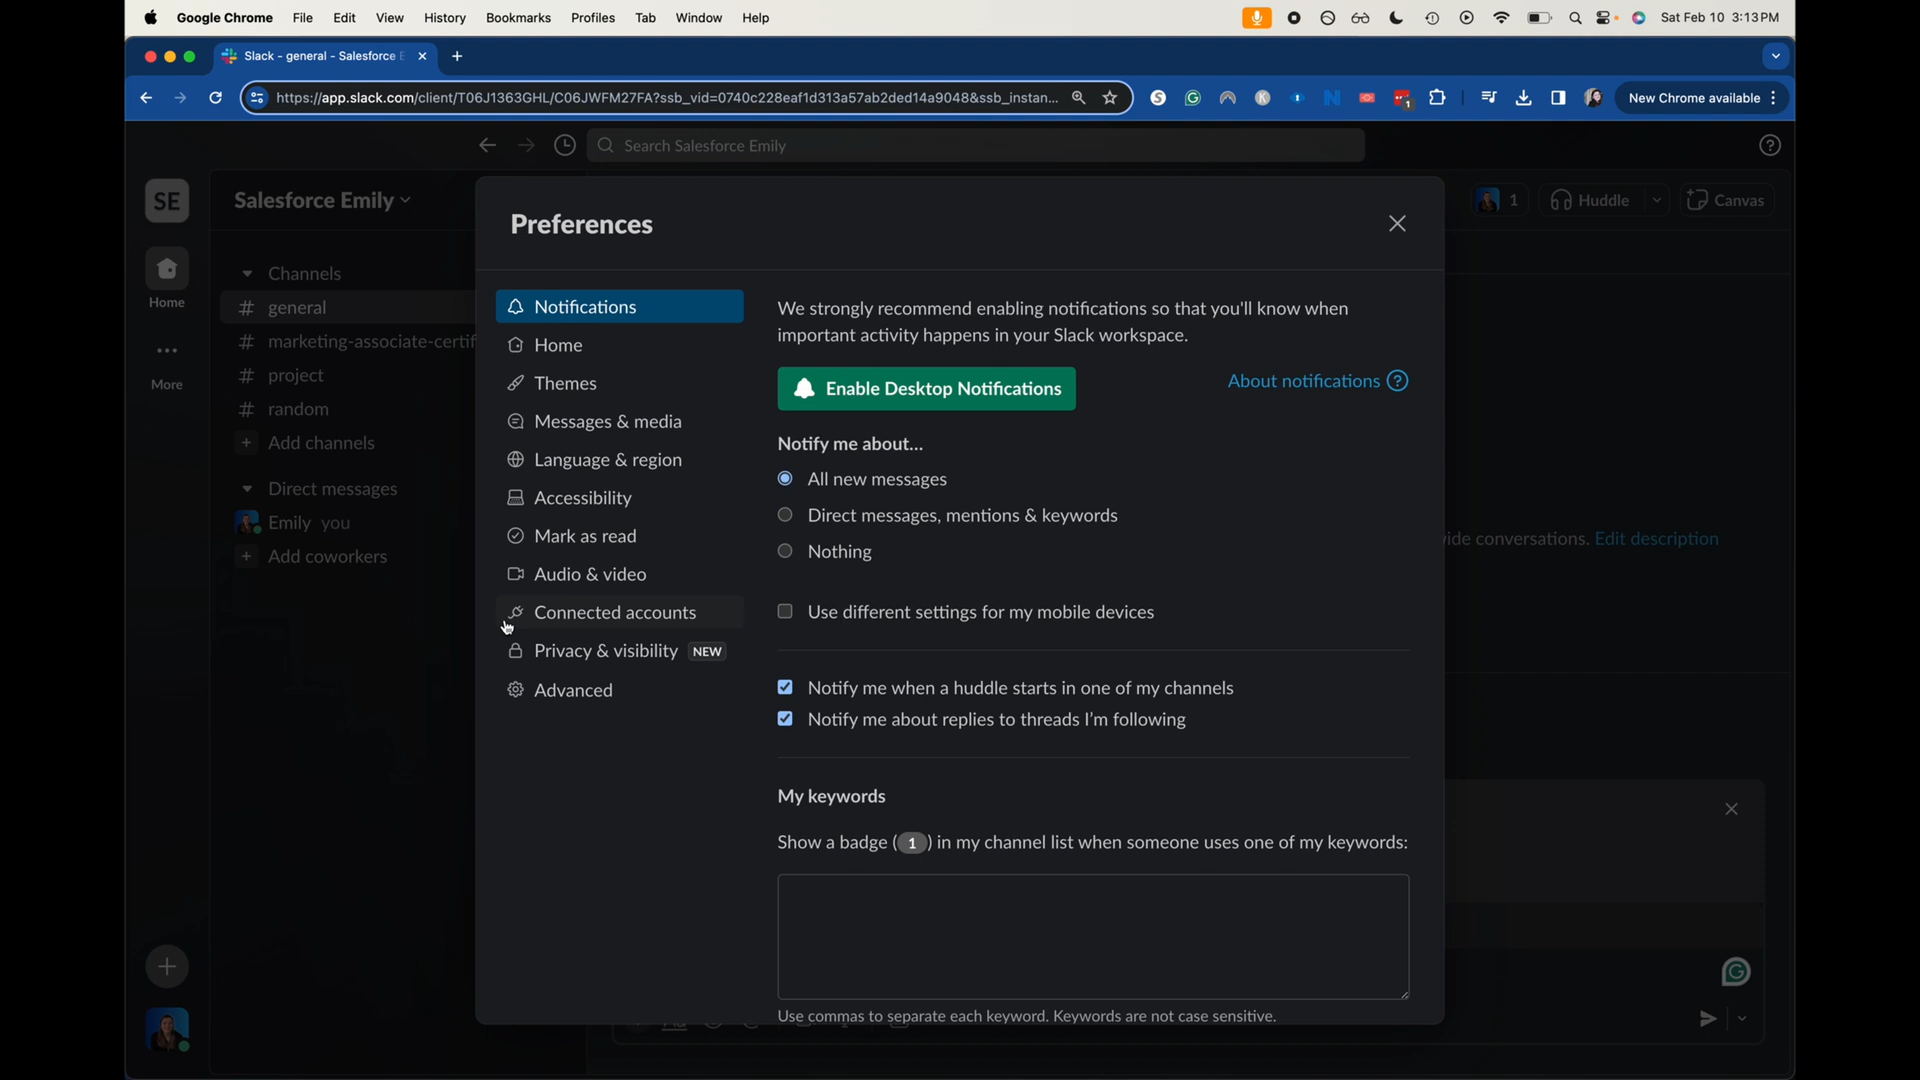 Google Chrome File Edit View History Bookmarks Profiles Tab Window Help Sat Feb 10 3:13 PM
Slack - general - Salesforce E
https://app.slack.com/client/T06J1363GHL/C06JWFM27FA?ssb_vid=0740c228eaf1d313a57ab2ded14a9048&ssb_instan...
New Chrome available
Search Salesforce Emily
SE
Salesforce Emily
1 Huddle Canvas
Home
More
Channels
# general
# marketing-associate-certif
# project
# random
+ Add channels
Direct messages
Emily you
+ Add coworkers
ide conversations. Edit description
Preferences
Notifications
Home
Themes
Messages & media
Language & region
Accessibility
Mark as read
Audio & video
Connected accounts
Privacy & visibility NEW
Advanced
We strongly recommend enabling notifications so that you'll know when
important activity happens in your Slack workspace.
Enable Desktop Notifications
About notifications ?
Notify me about...
All new messages
Direct messages, mentions & keywords
Nothing
Use different settings for my mobile devices
Notify me when a huddle starts in one of my channels
Notify me about replies to threads I'm following
My keywords
Show a badge ( 1 ) in my channel list when someone uses one of my keywords:
Use commas to separate each keyword. Keywords are not case sensitive.